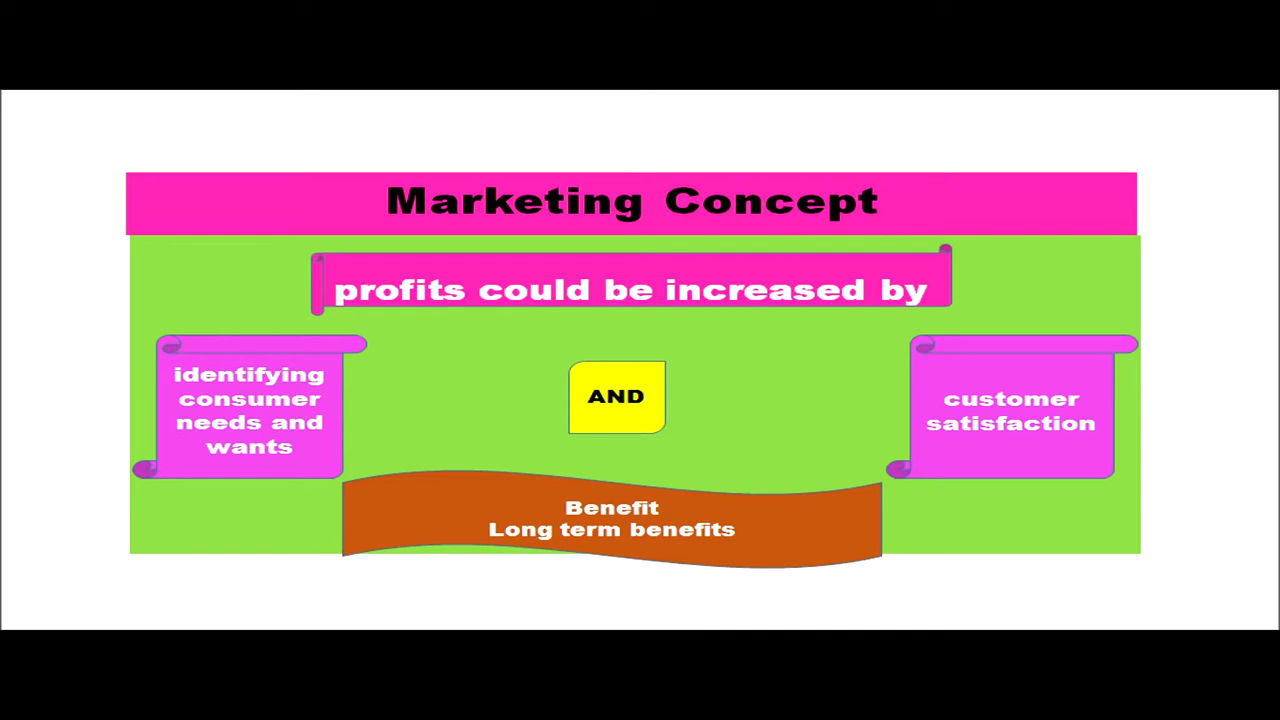 Marketing Concept
profits could be increased by
identifying
consumer
needs and
wants
AND
customer
satisfaction
Benefit
Long term benefits